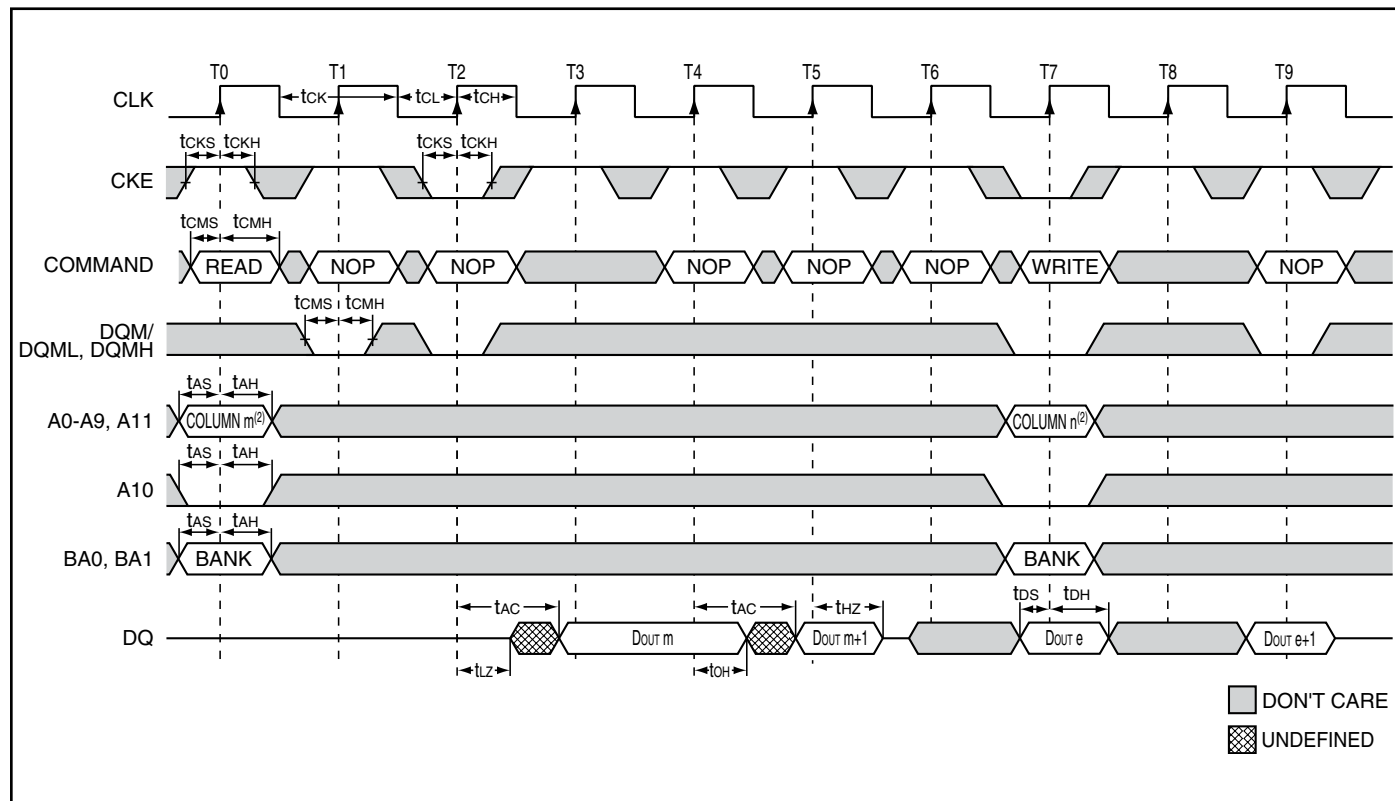 T0 T1 T2 T3 T4 T5 T6 T7 T8 T9
CLK tCK tCL tCH
tCKS tCKH tCKS tCKH
CKE
tCMS tCMH
COMMAND READ NOP NOP NOP NOP NOP WRITE NOP
tCMS tCMH
DQM/
DQML, DQMH
tAS tAH
A0-A9, A11 COLUMN m(2) COLUMN n(2)
tAS tAH
A10
tAS tAH
BA0, BA1 BANK BANK
tAC tAC tHZ tDS tDH
DQ DOUT m DOUT m+1 DOUT e DOUT e+1
tLZ tOH
DON'T CARE
UNDEFINED